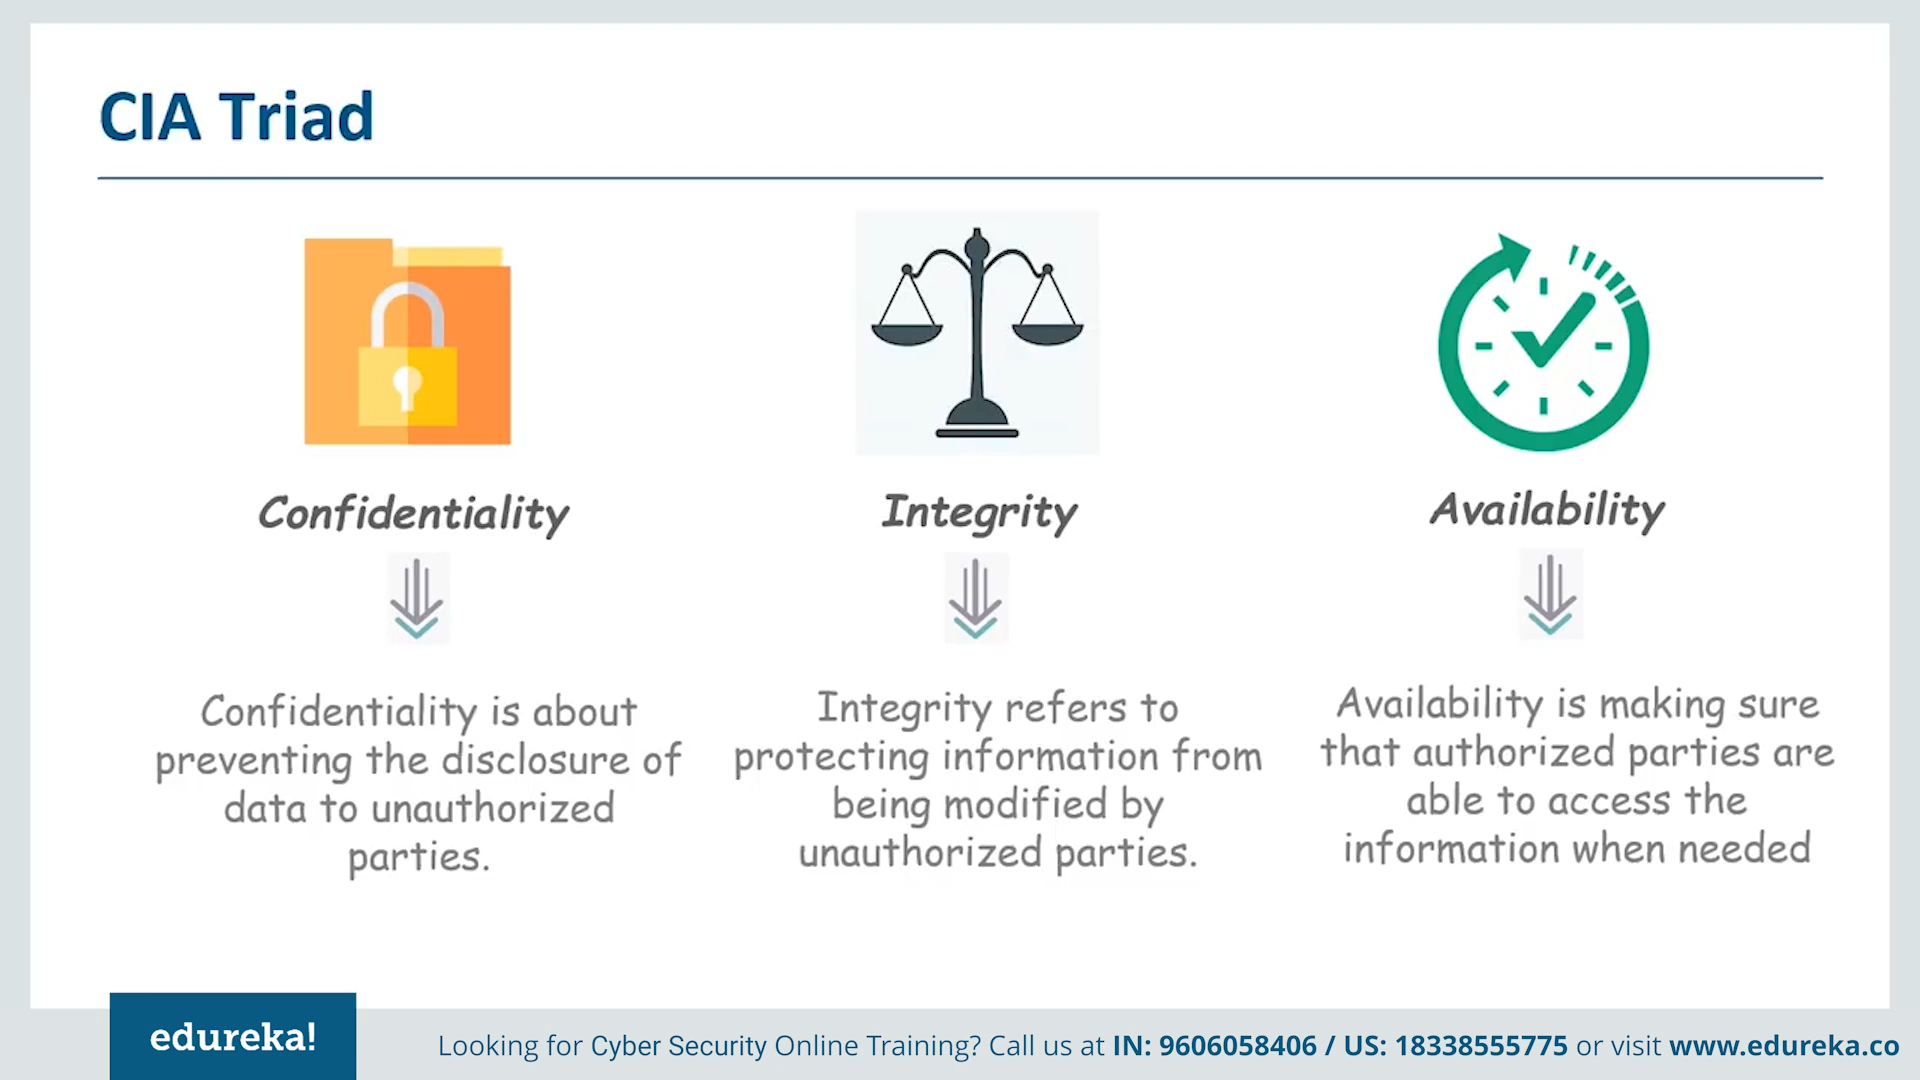 CIA Triad
Confidentiality
Integrity
Availability
Confidentiality is about
preventing the disclosure of
data to unauthorized
parties.
Integrity refers to
protecting information from
being modified by
unauthorized parties.
Availability is making sure
that authorized parties are
able to access the
information when needed
edureka!
Looking for Cyber Security Online Training? Call us at IN: 9606058406 / US: 18338555775 or visit www.edureka.co